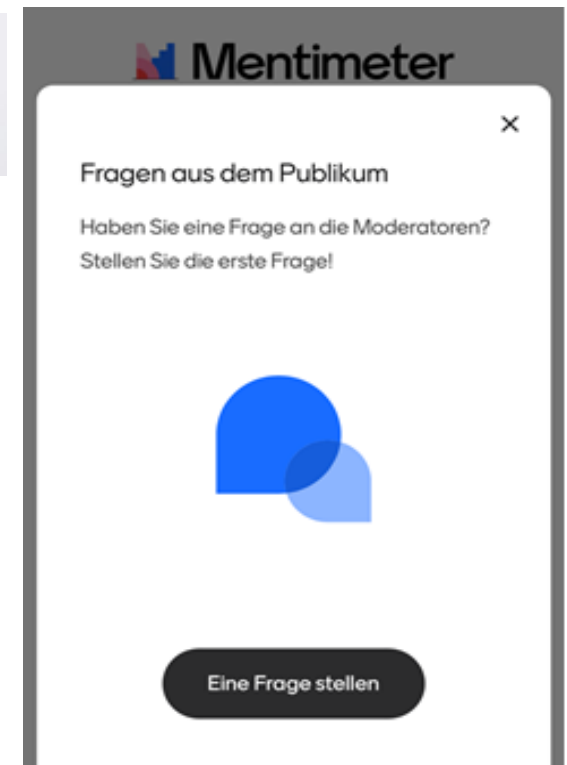 Mentimeter
Fragen aus dem Publikum
Haben Sie eine Frage an die Moderatoren?
Stellen Sie die erste Frage!
Eine Frage stellen